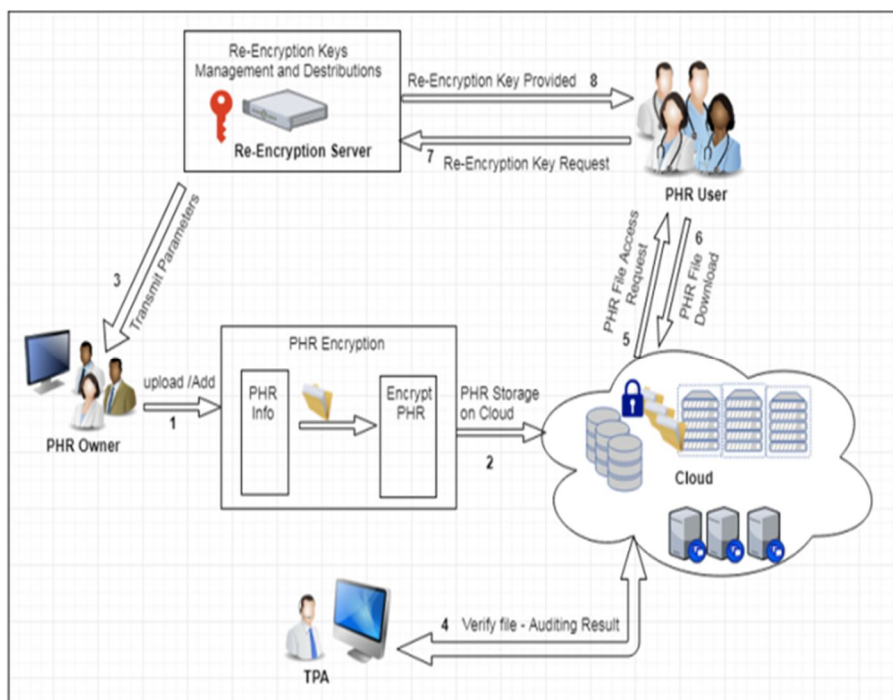 Re-Encryption Keys
Management and Destributions
Re-Encryption Server
Re-Encryption Key Provided 8
7
Re-Encryption Key Request
PHR User
3
Transmit Parameters
PHR File Access
Request
5
6
PHR File
Download
PHR Owner
upload /Add
1
PHR Encryption
PHR
Info
Encrypt
PHR
PHR Storage
on Cloud
2
Cloud
4 Verify file - Auditing Result
TPA